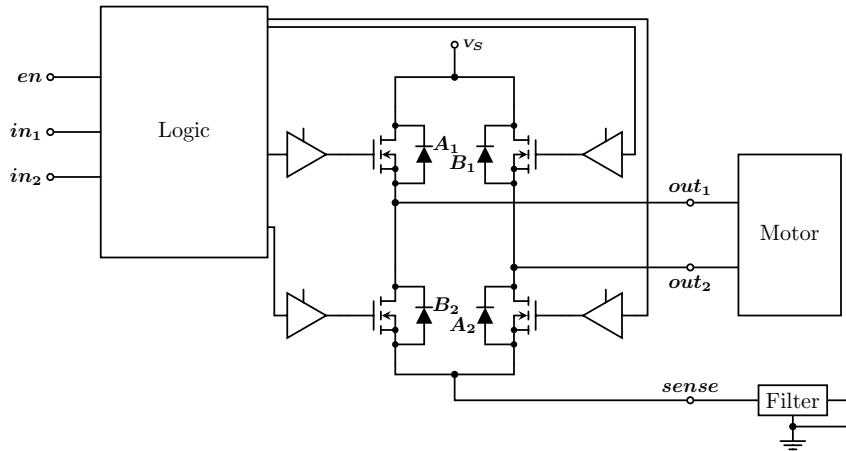 v_S
en
Logic
in_1
A_1
B_1
in_2
out_1
Motor
out_2
B_2
A_2
sense
Filter